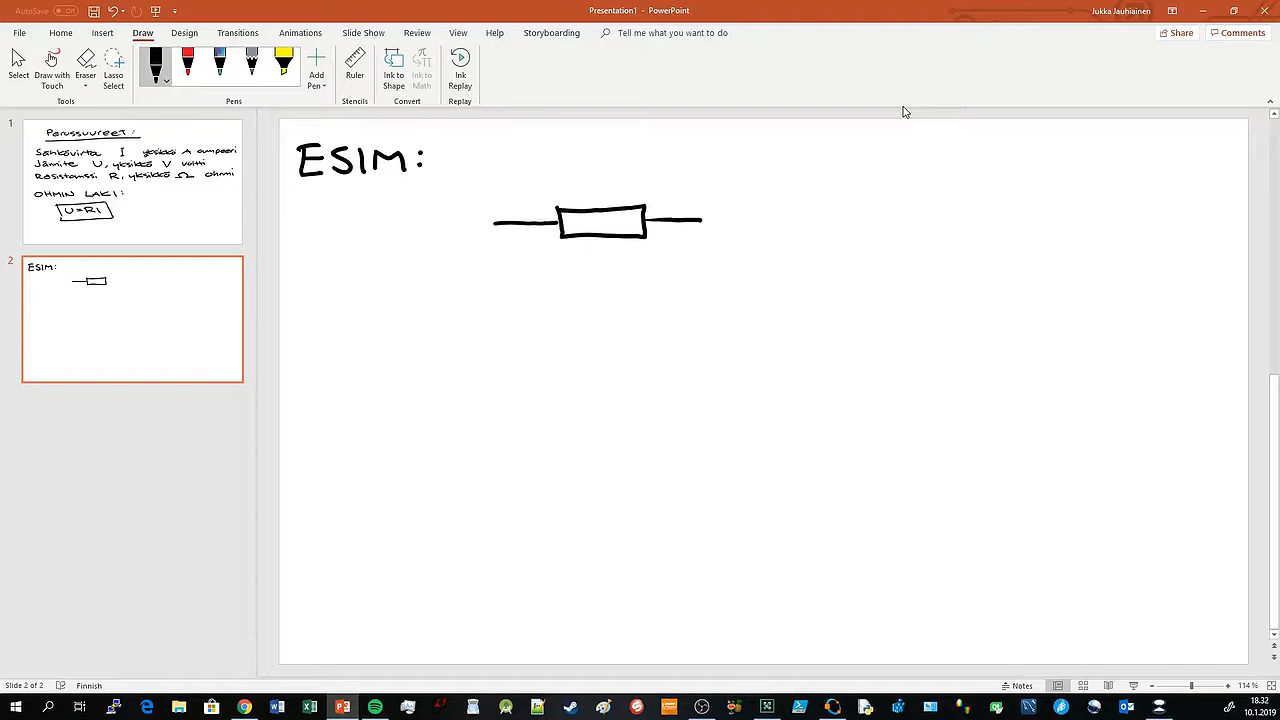 AutoSave Off
Presentation1 - PowerPoint
Jukka Jauhiainen
File Home Insert Draw Design Transitions Animations Slide Show Review View Help Storyboarding Tell me what you want to do
Share Comments
Select
Draw with Touch
Eraser
Lasso Select
Add Pen
Ruler
Ink to Shape
Ink to Math
Ink Replay
Tools Pens Stencils Convert Replay
1
Perussuureet:
Sähkövirta I yksikkö A ampeeri
Jännite U, yksikkö V voltti
Resistanssi R, yksikkö Ω ohmi
OHMIN LAKI:
U=RI
2
ESIM:
ESIM:
Slide 2 of 2 Finnish
Notes
114 %
18.32
10.1.2019